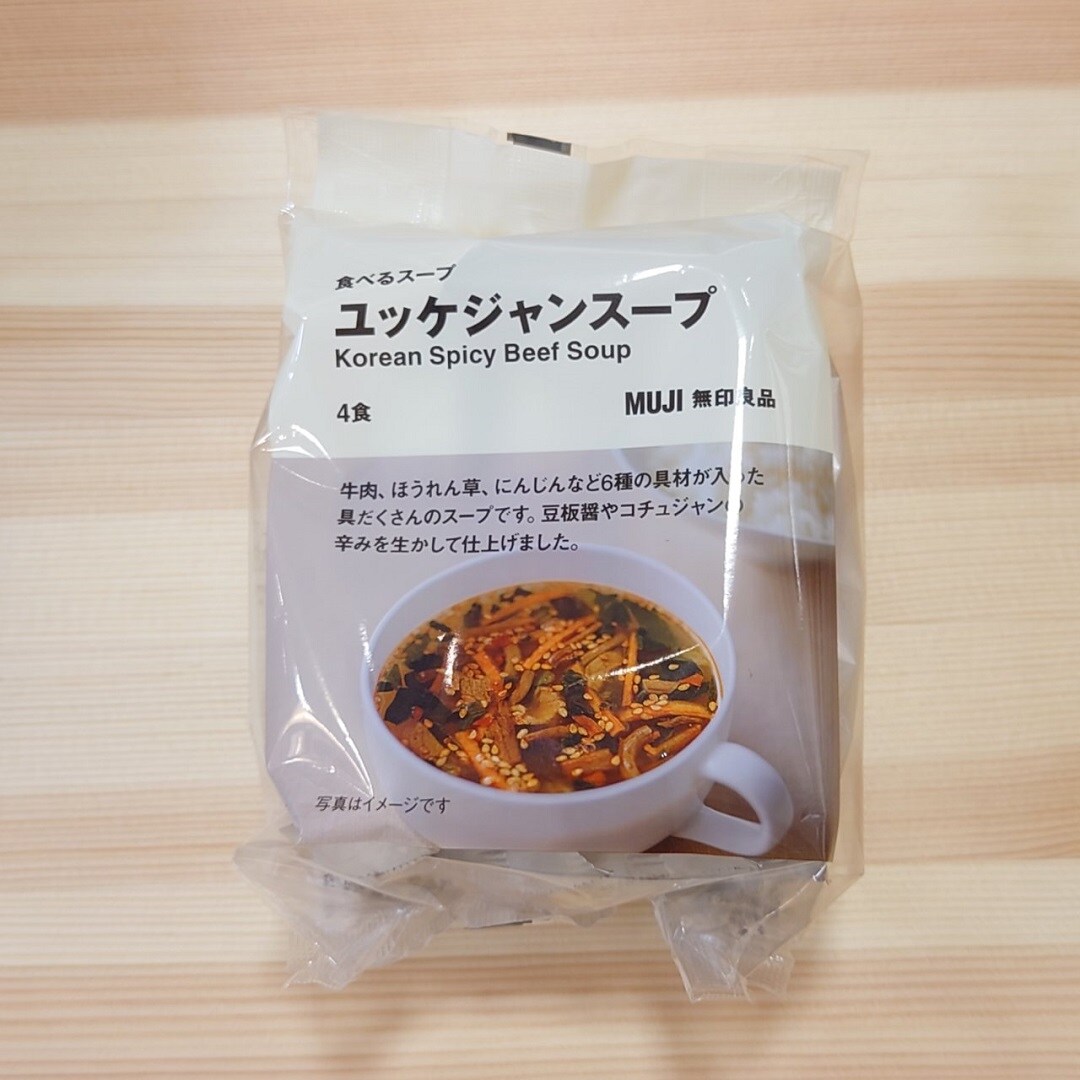 食べるスープ
ユッケジャンスープ
Korean Spicy Beef Soup
4食
MUJI 無印良品
牛肉、ほうれん草、にんじんなど6種の具材が入った
具だくさんのスープです。豆板醤やコチュジャンの
辛みを生かして仕上げました。
写真はイメージです